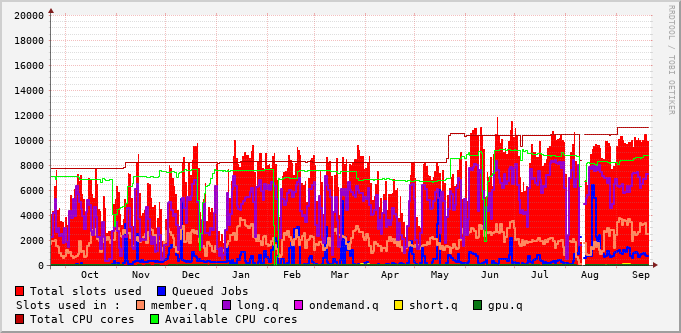 20000
18000
16000
14000
12000
10000
8000
6000
4000
2000
0
Oct Nov Dec Jan Feb Mar Apr May Jun Jul Aug Sep
RRDTOOL / TOBI OETIKER
Total slots used Queued Jobs
Slots used in : member.q long.q ondemand.q short.q gpu.q
Total CPU cores Available CPU cores